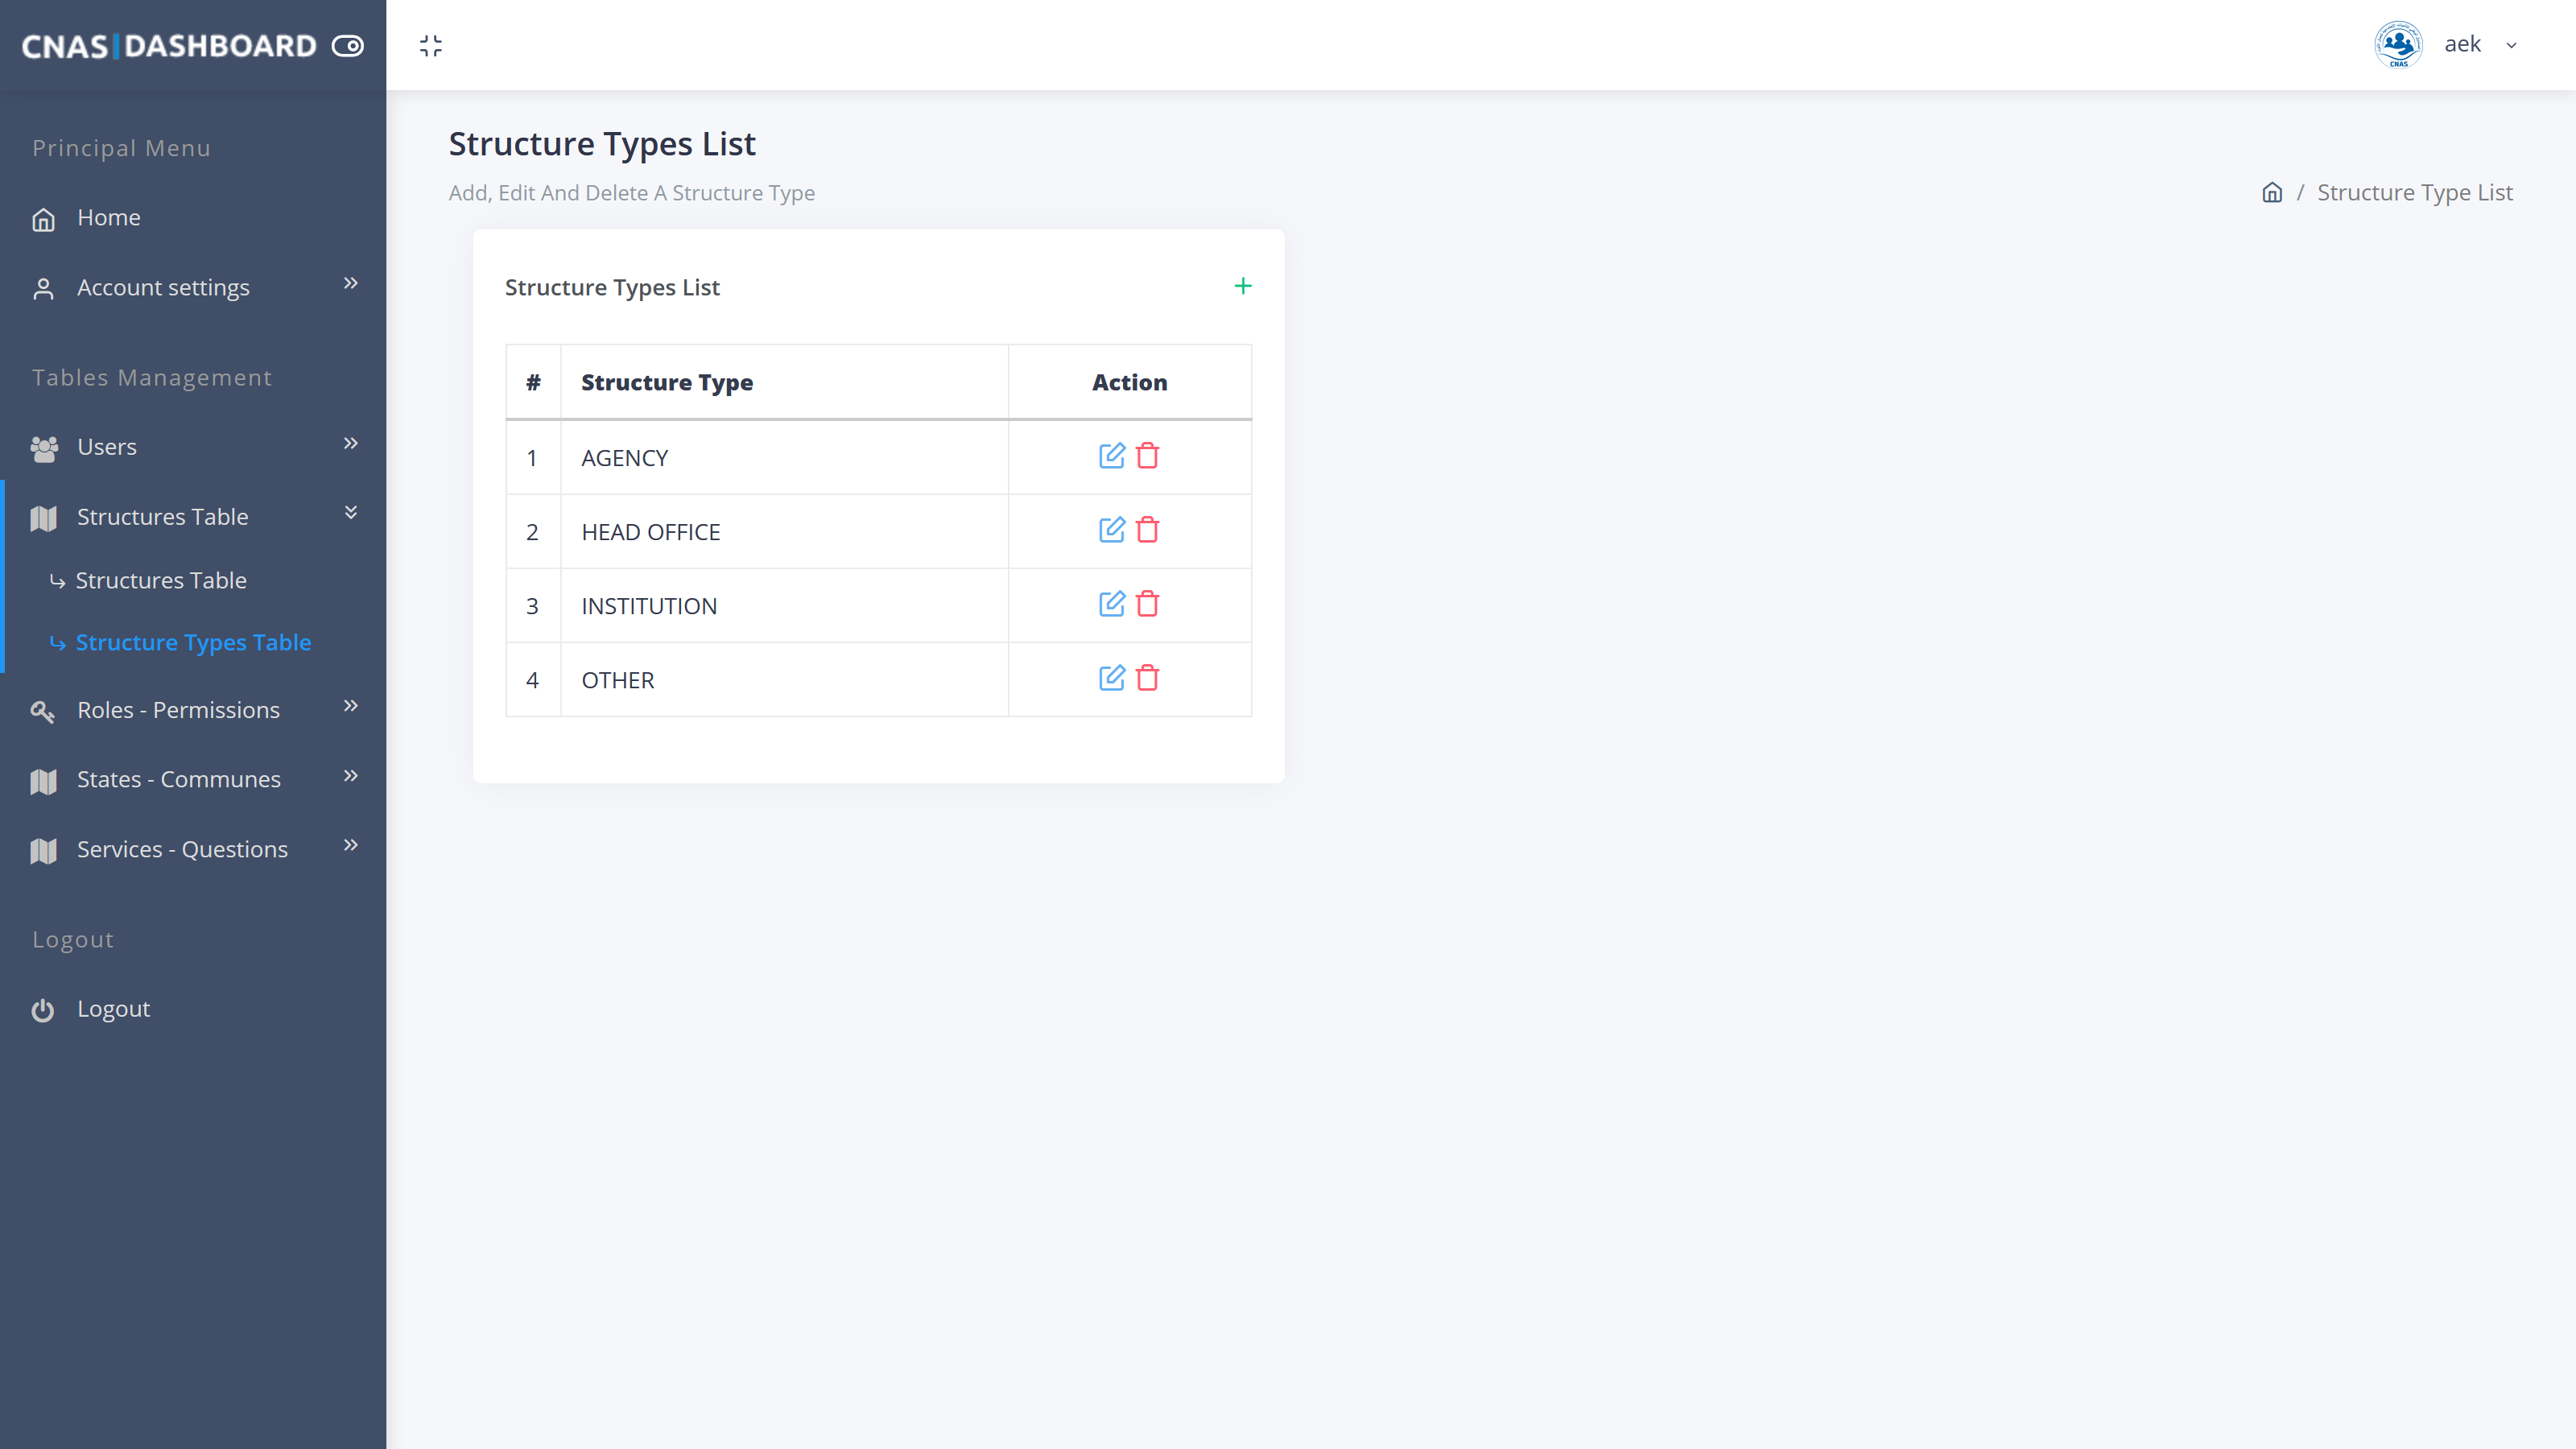 CNAS|DASHBOARD
aek
CNAS
Principal Menu
Home
Account settings
Tables Management
Users
Structures Table
Structures Table
Structure Types Table
Roles - Permissions
States - Communes
Services - Questions
Logout
Logout
Structure Types List
Add, Edit And Delete A Structure Type
/ Structure Type List
Structure Types List
# Structure Type Action
1 AGENCY
2 HEAD OFFICE
3 INSTITUTION
4 OTHER